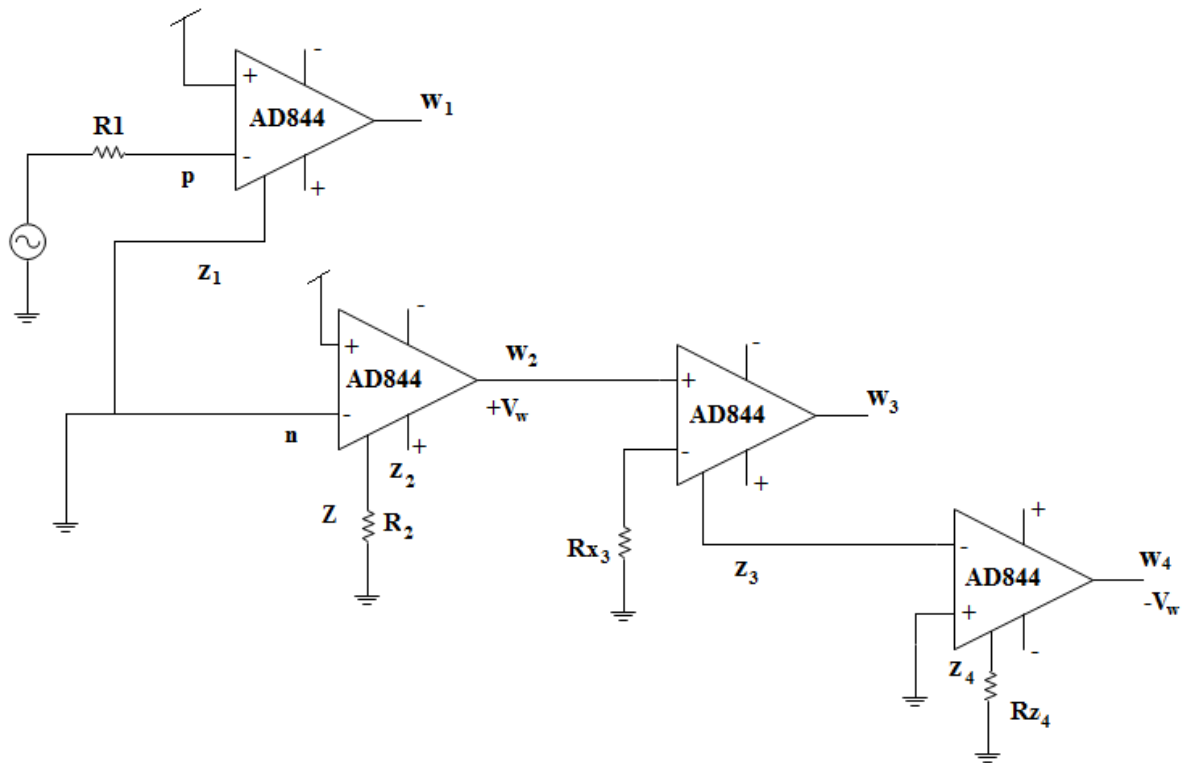 -
+
AD844
w₁
R1
-
p
+
z₁
-
+
w₂
AD844
+Vw
-
n
+
z₂
Z
R₂
-
+
w₃
AD844
-
+
Rx₃
z₃
+
-
w₄
AD844
-Vw
+
-
z₄
Rz₄